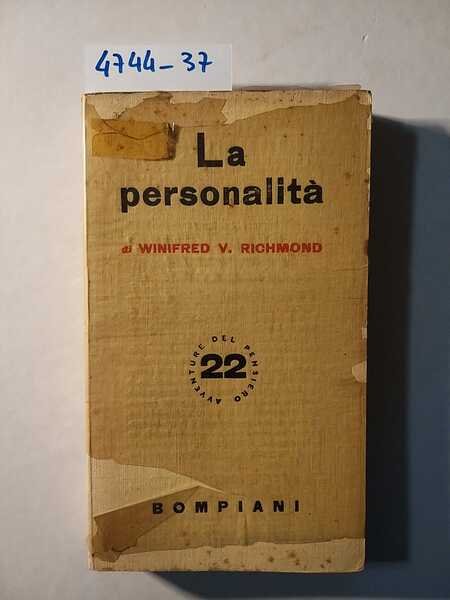 4744-37
La
personalità
di WINIFRED V. RICHMOND
AVVENTURE DEL PENSIERO
22
BOMPIANI